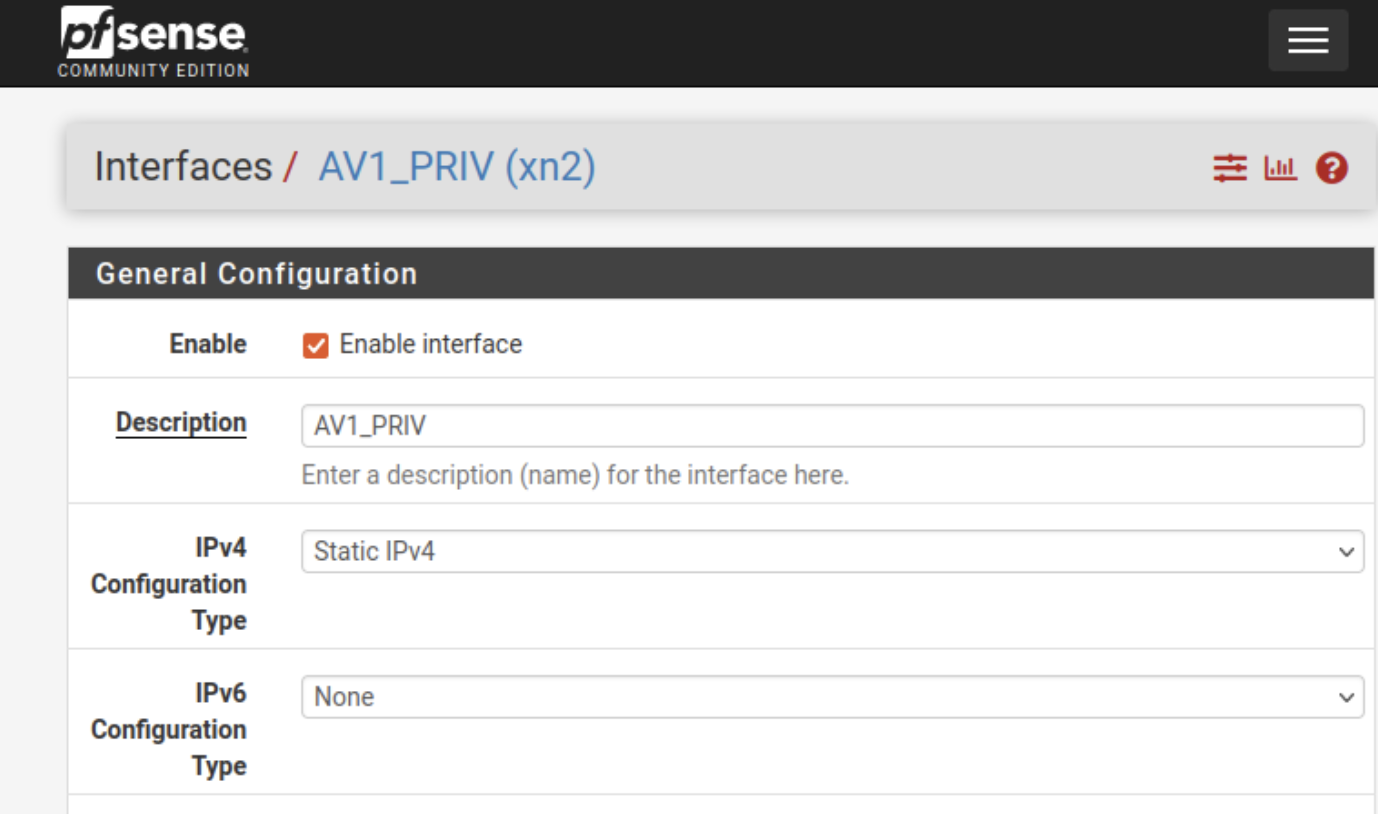 pfsense
COMMUNITY EDITION
Interfaces / AV1_PRIV (xn2)
General Configuration
Enable
Enable interface
Description
AV1_PRIV
Enter a description (name) for the interface here.
IPv4
Configuration
Type
Static IPv4
IPv6
Configuration
Type
None